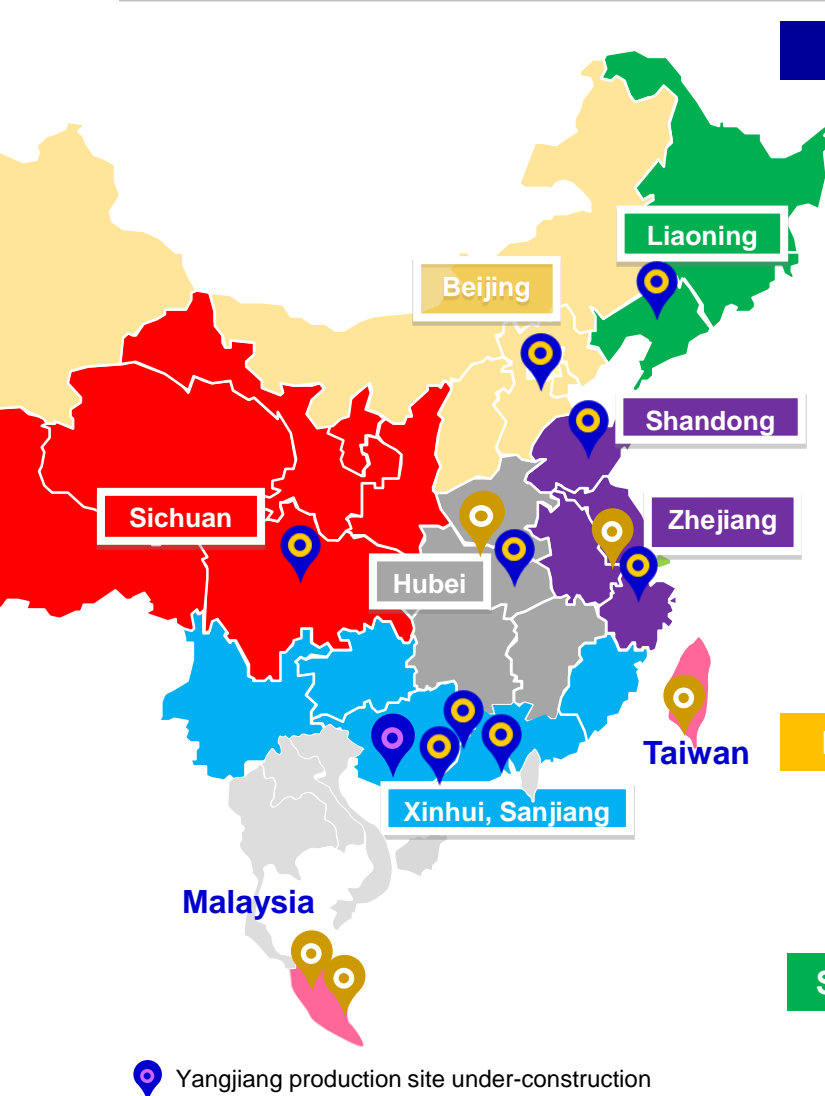 Liaoning
Beijing
Shandong
Sichuan
Zhejiang
Hubei
Taiwan
Xinhui, Sanjiang
Malaysia
Yangjiang production site under-construction